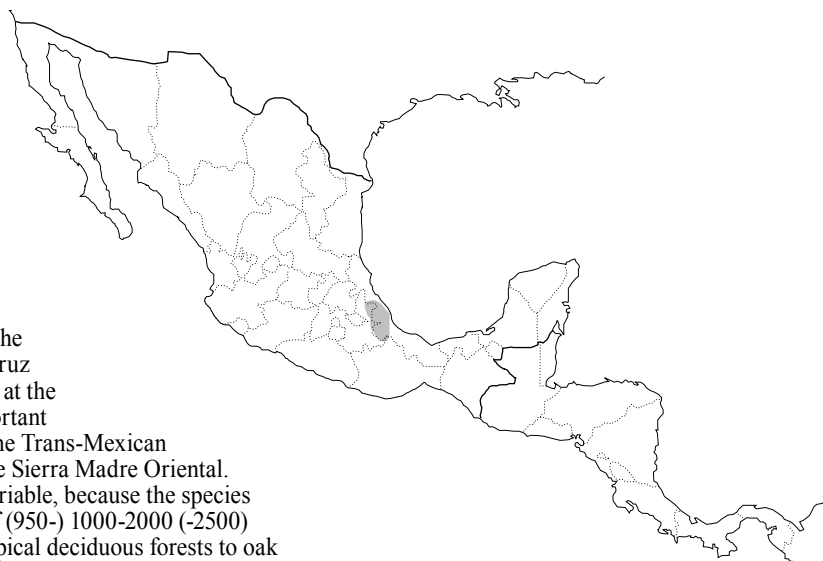 the
ruz
at the
ortant
ne Trans-Mexican
e Sierra Madre Oriental.
riable, because the species
f (950-) 1000-2000 (-2500)
pical deciduous forests to oak